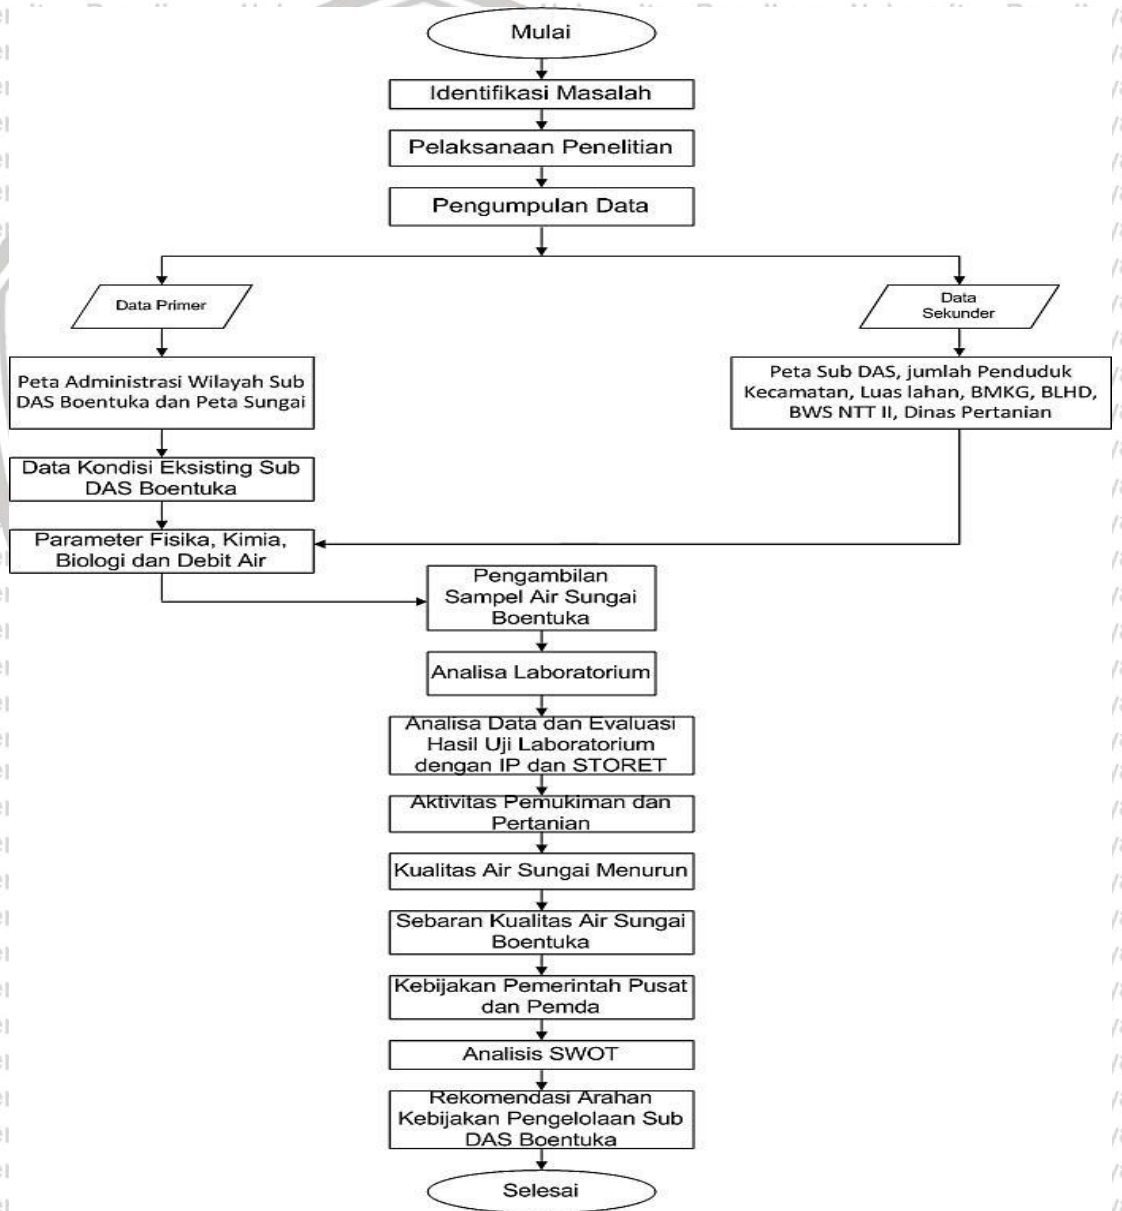 Mulai
Identifikasi Masalah
Pelaksanaan Penelitian
Pengumpulan Data
Data Primer
Data
Sekunder
Peta Administrasi Wilayah Sub
DAS Boentuka dan Peta Sungai
Peta Sub DAS, jumlah Penduduk
Kecamatan, Luas lahan, BMKG, BLHD,
BWS NTT II, Dinas Pertanian
Data Kondisi Eksisting Sub
DAS Boentuka
Parameter Fisika, Kimia,
Biologi dan Debit Air
Pengambilan
Sampel Air Sungai
Boentuka
Analisa Laboratorium
Analisa Data dan Evaluasi
Hasil Uji Laboratorium
dengan IP dan STORET
Aktivitas Pemukiman dan
Pertanian
Kualitas Air Sungai Menurun
Sebaran Kualitas Air Sungai
Boentuka
Kebijakan Pemerintah Pusat
dan Pemda
Analisis SWOT
Rekomendasi Arahan
Kebijakan Pengelolaan Sub
DAS Boentuka
Selesai